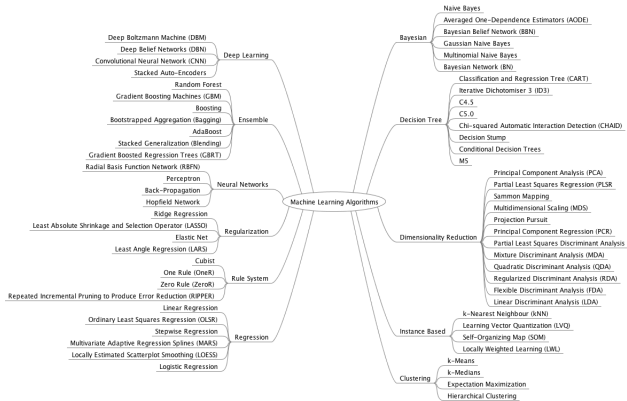 Deep Boltzmann Machine (DBM)
Deep Belief Networks (DBN)
Convolutional Neural Network (CNN)
Stacked Auto-Encoders
Deep Learning
Random Forest
Gradient Boosting Machines (GBM)
Boosting
Bootstrapped Aggregation (Bagging)
AdaBoost
Stacked Generalization (Blending)
Gradient Boosted Regression Trees (GBRT)
Ensemble
Radial Basis Function Network (RBFN)
Perceptron
Back-Propagation
Hopfield Network
Neural Networks
Ridge Regression
Least Absolute Shrinkage and Selection Operator (LASSO)
Elastic Net
Least Angle Regression (LARS)
Regularization
Cubist
One Rule (OneR)
Zero Rule (ZeroR)
Repeated Incremental Pruning to Produce Error Reduction (RIPPER)
Rule System
Linear Regression
Ordinary Least Squares Regression (OLSR)
Stepwise Regression
Multivariate Adaptive Regression Splines (MARS)
Locally Estimated Scatterplot Smoothing (LOESS)
Logistic Regression
Regression
Machine Learning Algorithms
Bayesian
Naive Bayes
Averaged One-Dependence Estimators (AODE)
Bayesian Belief Network (BBN)
Gaussian Naive Bayes
Multinomial Naive Bayes
Bayesian Network (BN)
Decision Tree
Classification and Regression Tree (CART)
Iterative Dichotomiser 3 (ID3)
C4.5
C5.0
Chi-squared Automatic Interaction Detection (CHAID)
Decision Stump
Conditional Decision Trees
M5
Dimensionality Reduction
Principal Component Analysis (PCA)
Partial Least Squares Regression (PLSR)
Sammon Mapping
Multidimensional Scaling (MDS)
Projection Pursuit
Principal Component Regression (PCR)
Partial Least Squares Discriminant Analysis
Mixture Discriminant Analysis (MDA)
Quadratic Discriminant Analysis (QDA)
Regularized Discriminant Analysis (RDA)
Flexible Discriminant Analysis (FDA)
Linear Discriminant Analysis (LDA)
Instance Based
k-Nearest Neighbour (kNN)
Learning Vector Quantization (LVQ)
Self-Organizing Map (SOM)
Locally Weighted Learning (LWL)
Clustering
k-Means
k-Medians
Expectation Maximization
Hierarchical Clustering